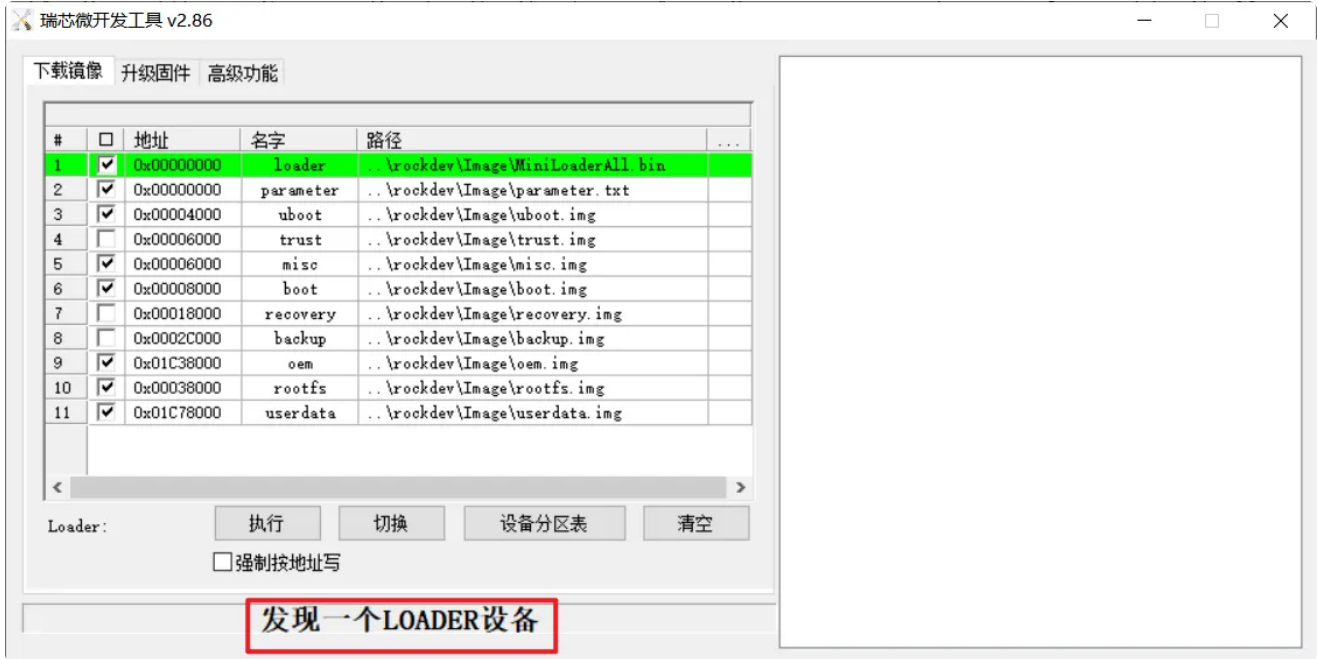 瑞芯微开发工具 v2.86
下载镜像 升级固件 高级功能
# 地址 名字 路径 ...
1 0x00000000 loader ..\rockdev\Image\MiniLoaderAll.bin
2 0x00000000 parameter ..\rockdev\Image\parameter.txt
3 0x00004000 uboot ..\rockdev\Image\uboot.img
4 0x00006000 trust ..\rockdev\Image\trust.img
5 0x00006000 misc ..\rockdev\Image\misc.img
6 0x00008000 boot ..\rockdev\Image\boot.img
7 0x00018000 recovery ..\rockdev\Image\recovery.img
8 0x0002C000 backup ..\rockdev\Image\backup.img
9 0x01C38000 oem ..\rockdev\Image\oem.img
10 0x00038000 rootfs ..\rockdev\Image\rootfs.img
11 0x01C78000 userdata ..\rockdev\Image\userdata.img
Loader: 执行 切换 设备分区表 清空
强制按地址写
发现一个LOADER设备